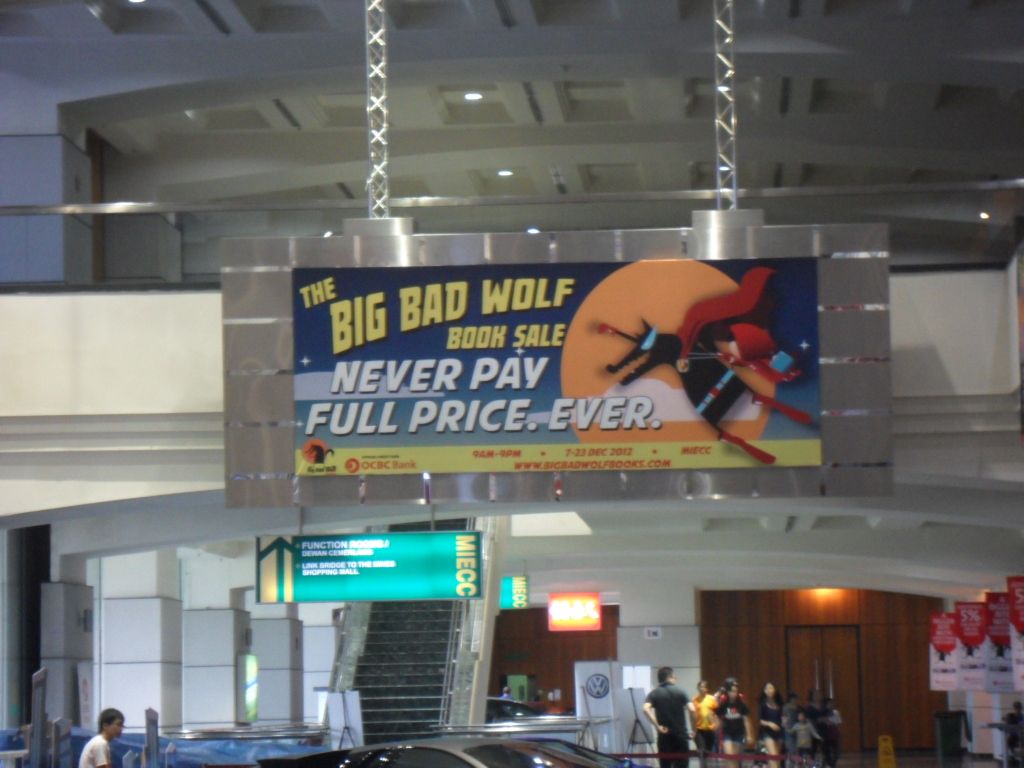 THE
BIG BAD WOLF
BOOK SALE
NEVER PAY
FULL PRICE. EVER.
OCBC Bank
9AM-9PM • 7-23 DEC 2012 • MIECC
WWW.BIGBADWOLFBOOKS.COM
FUNCTION ROOMS /
DEWAN CEMERLANG
LINK BRIDGE TO THE MINES
SHOPPING MALL
MIECC
MIECC
5%